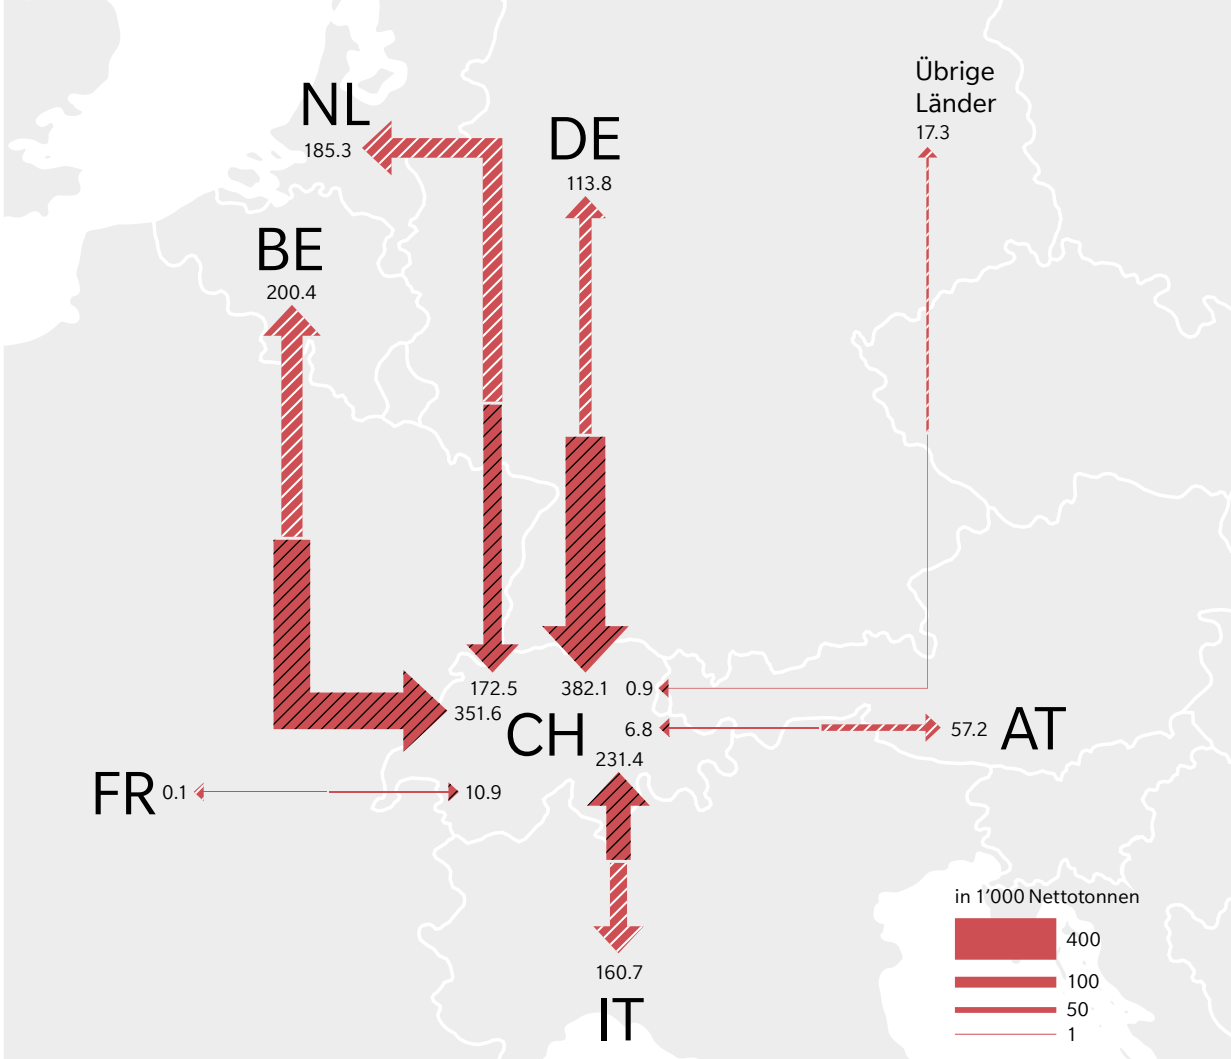 Übrige
Länder
17.3
NL
185.3
DE
113.8
BE
200.4
172.5
382.1
0.9
351.6
CH
6.8
57.2
AT
231.4
FR
0.1
10.9
in 1’000 Nettotonnen
400
100
50
1
160.7
IT